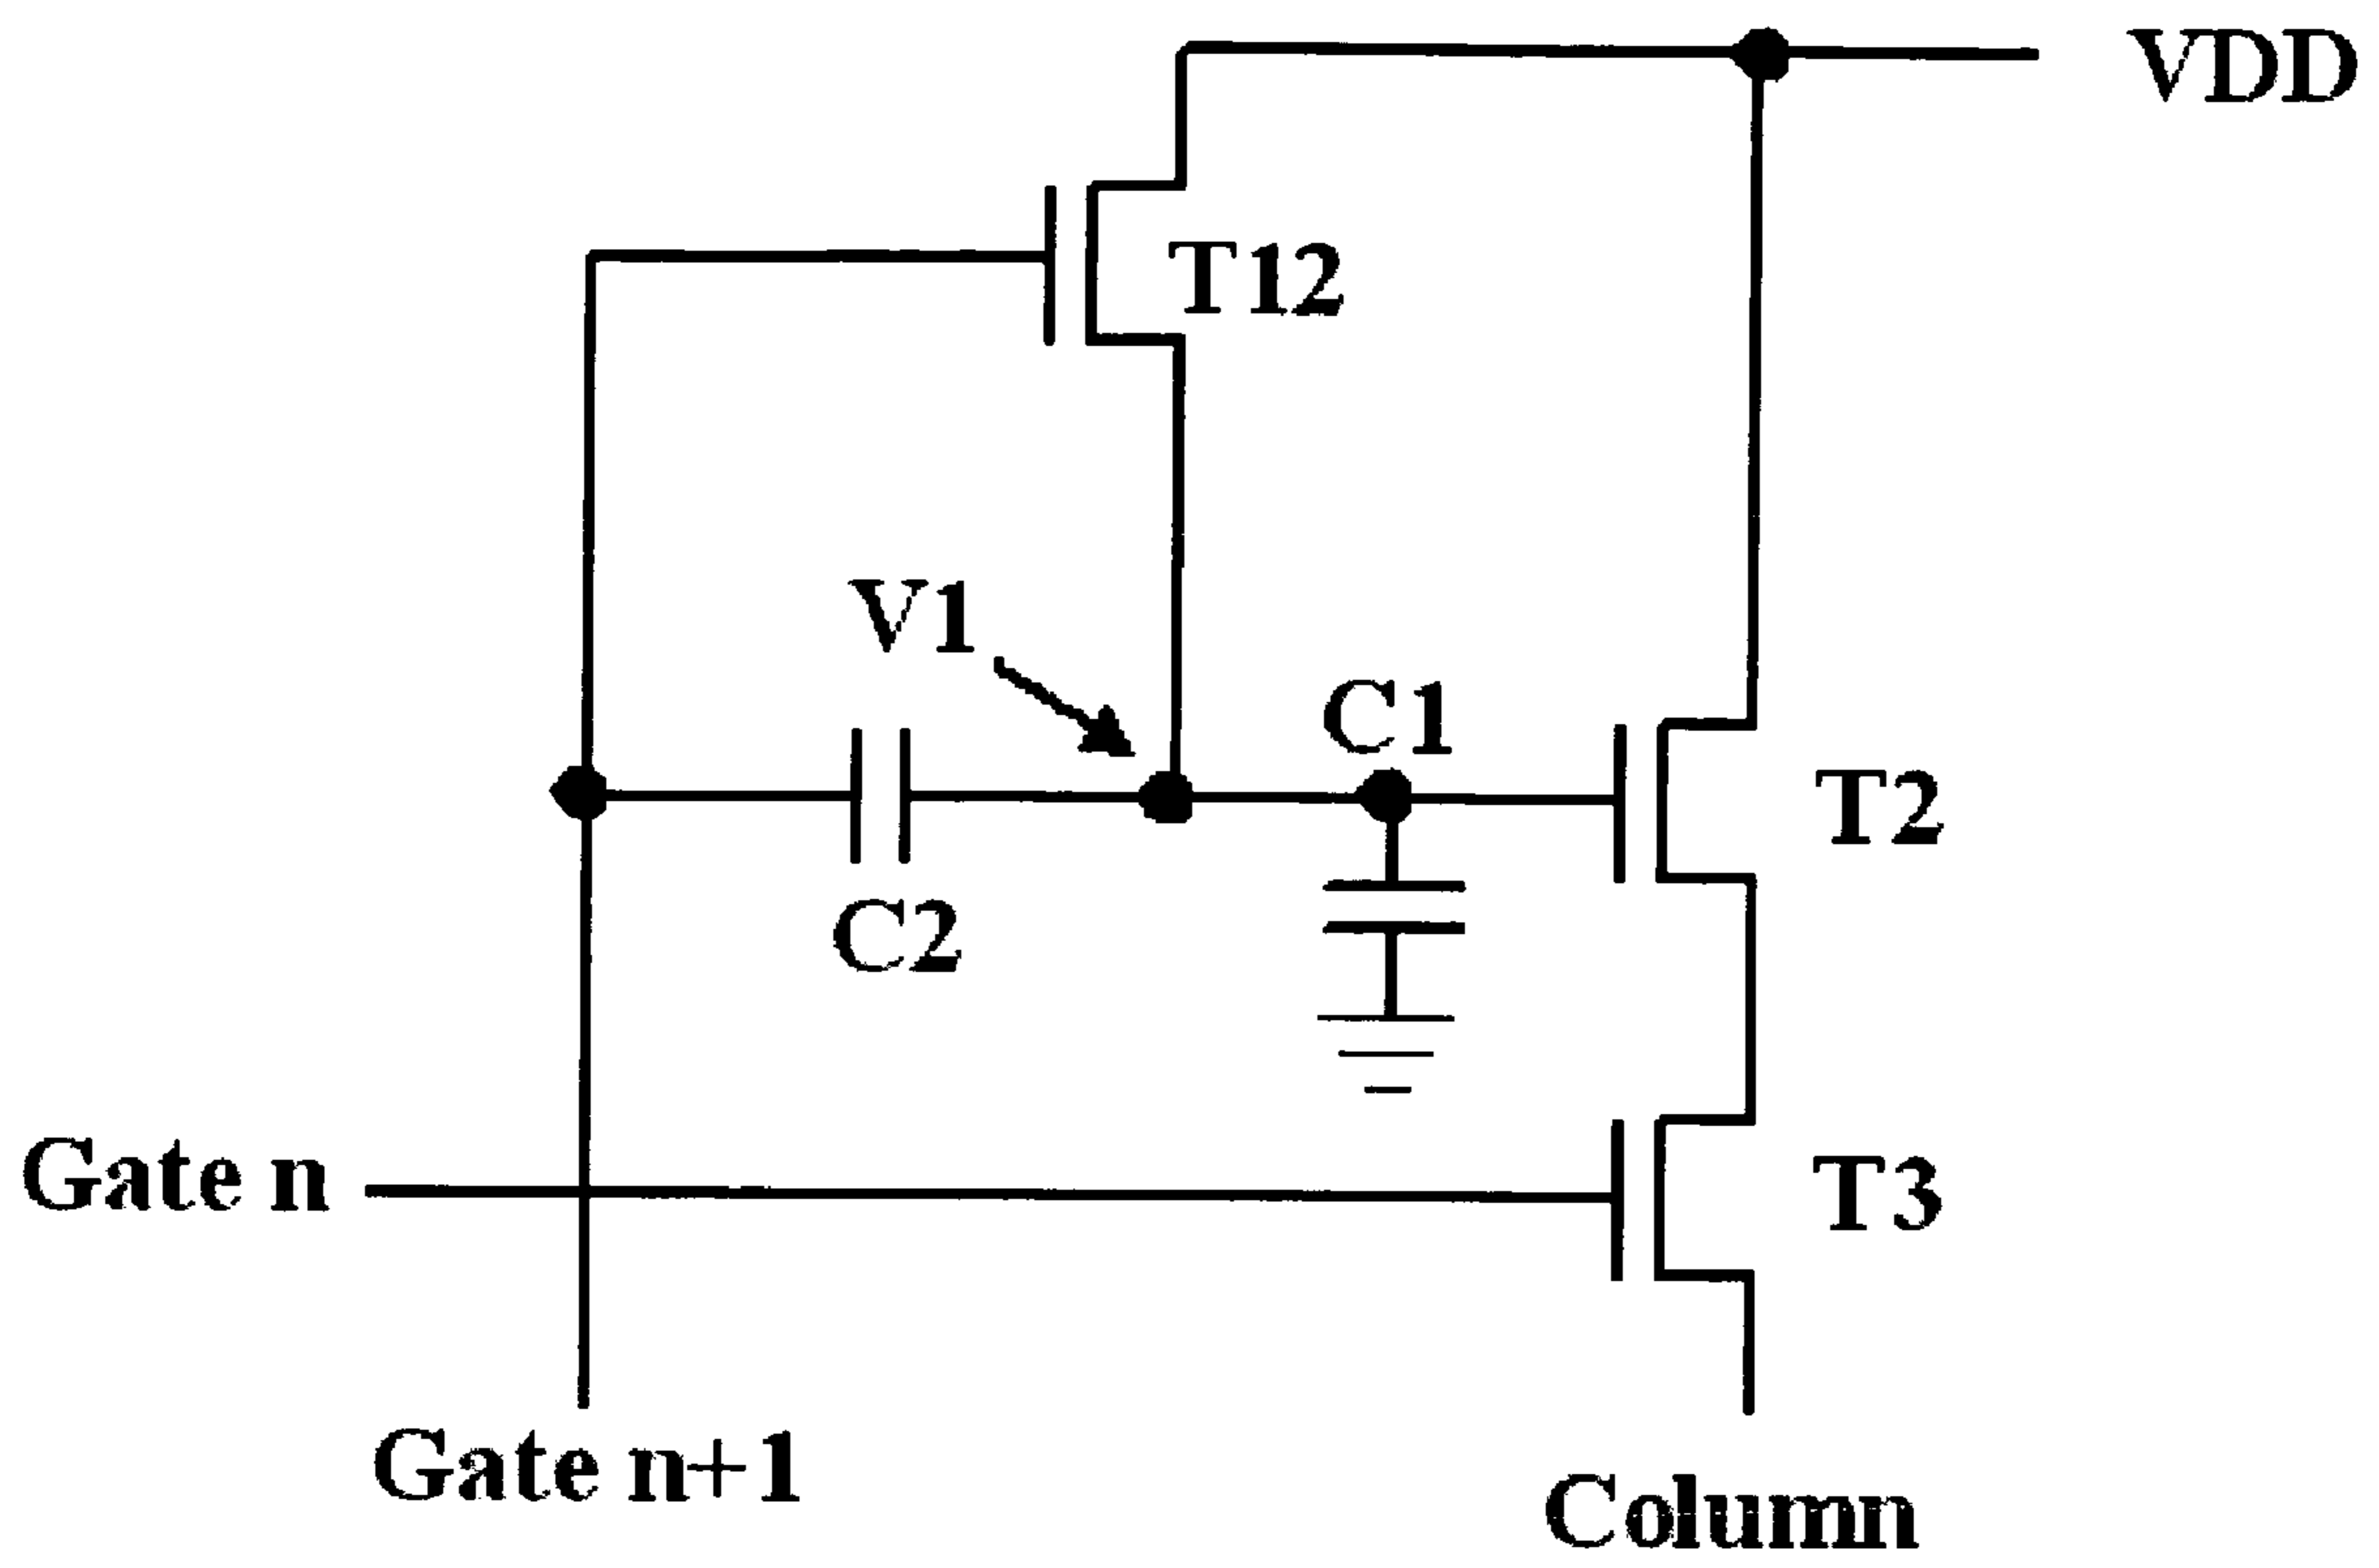 VDD
T12
V1
C1
T2
C2
Gate n
T3
Gate n+1
Column